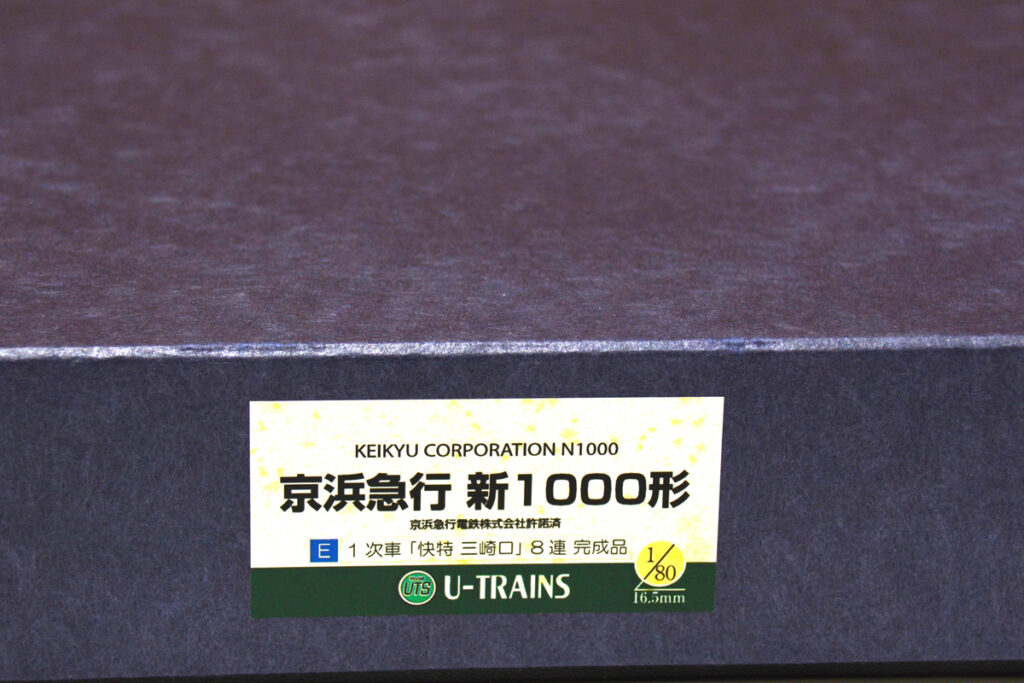 KEIKYU CORPORATION N1000
京浜急行 新1000形
京浜急行電鉄株式会社許諾済
E 1次車「快特 三崎口」8連 完成品
UTS U-TRAINS
1/80
16.5mm